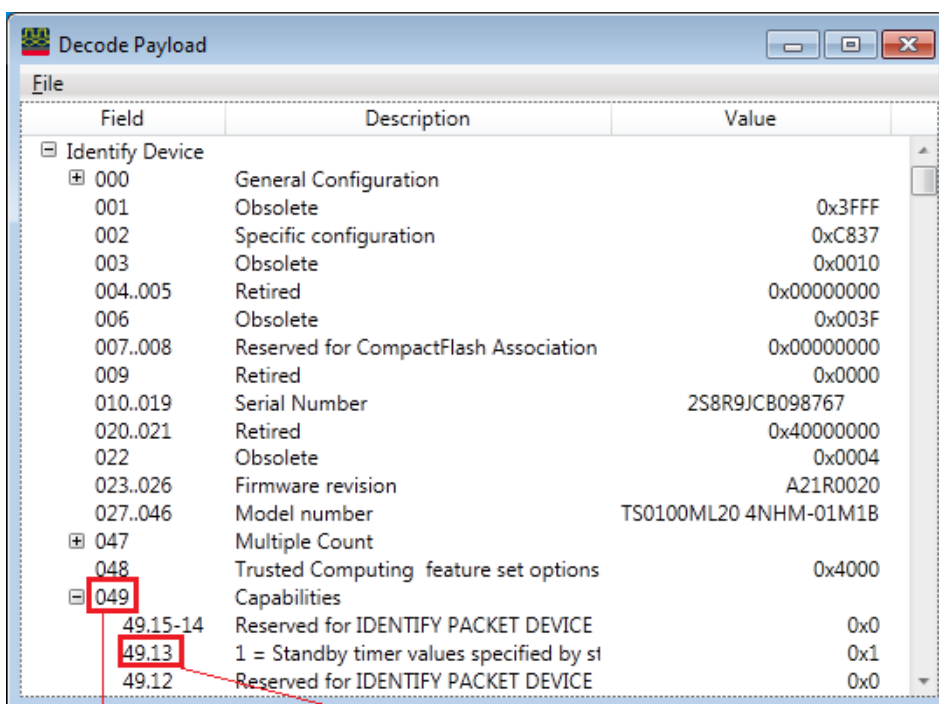 Decode Payload
File
Field Description Value
Identify Device
000 General Configuration
001 Obsolete 0x3FFF
002 Specific configuration 0xC837
003 Obsolete 0x0010
004..005 Retired 0x00000000
006 Obsolete 0x003F
007..008 Reserved for CompactFlash Association 0x00000000
009 Retired 0x0000
010..019 Serial Number 2S8R9JCB098767
020..021 Retired 0x40000000
022 Obsolete 0x0004
023..026 Firmware revision A21R0020
027..046 Model number TS0100ML20 4NHM-01M1B
047 Multiple Count
048 Trusted Computing feature set options 0x4000
049 Capabilities
49.15-14 Reserved for IDENTIFY PACKET DEVICE 0x0
49.13 1 = Standby timer values specified by st 0x1
49.12 Reserved for IDENTIFY PACKET DEVICE 0x0